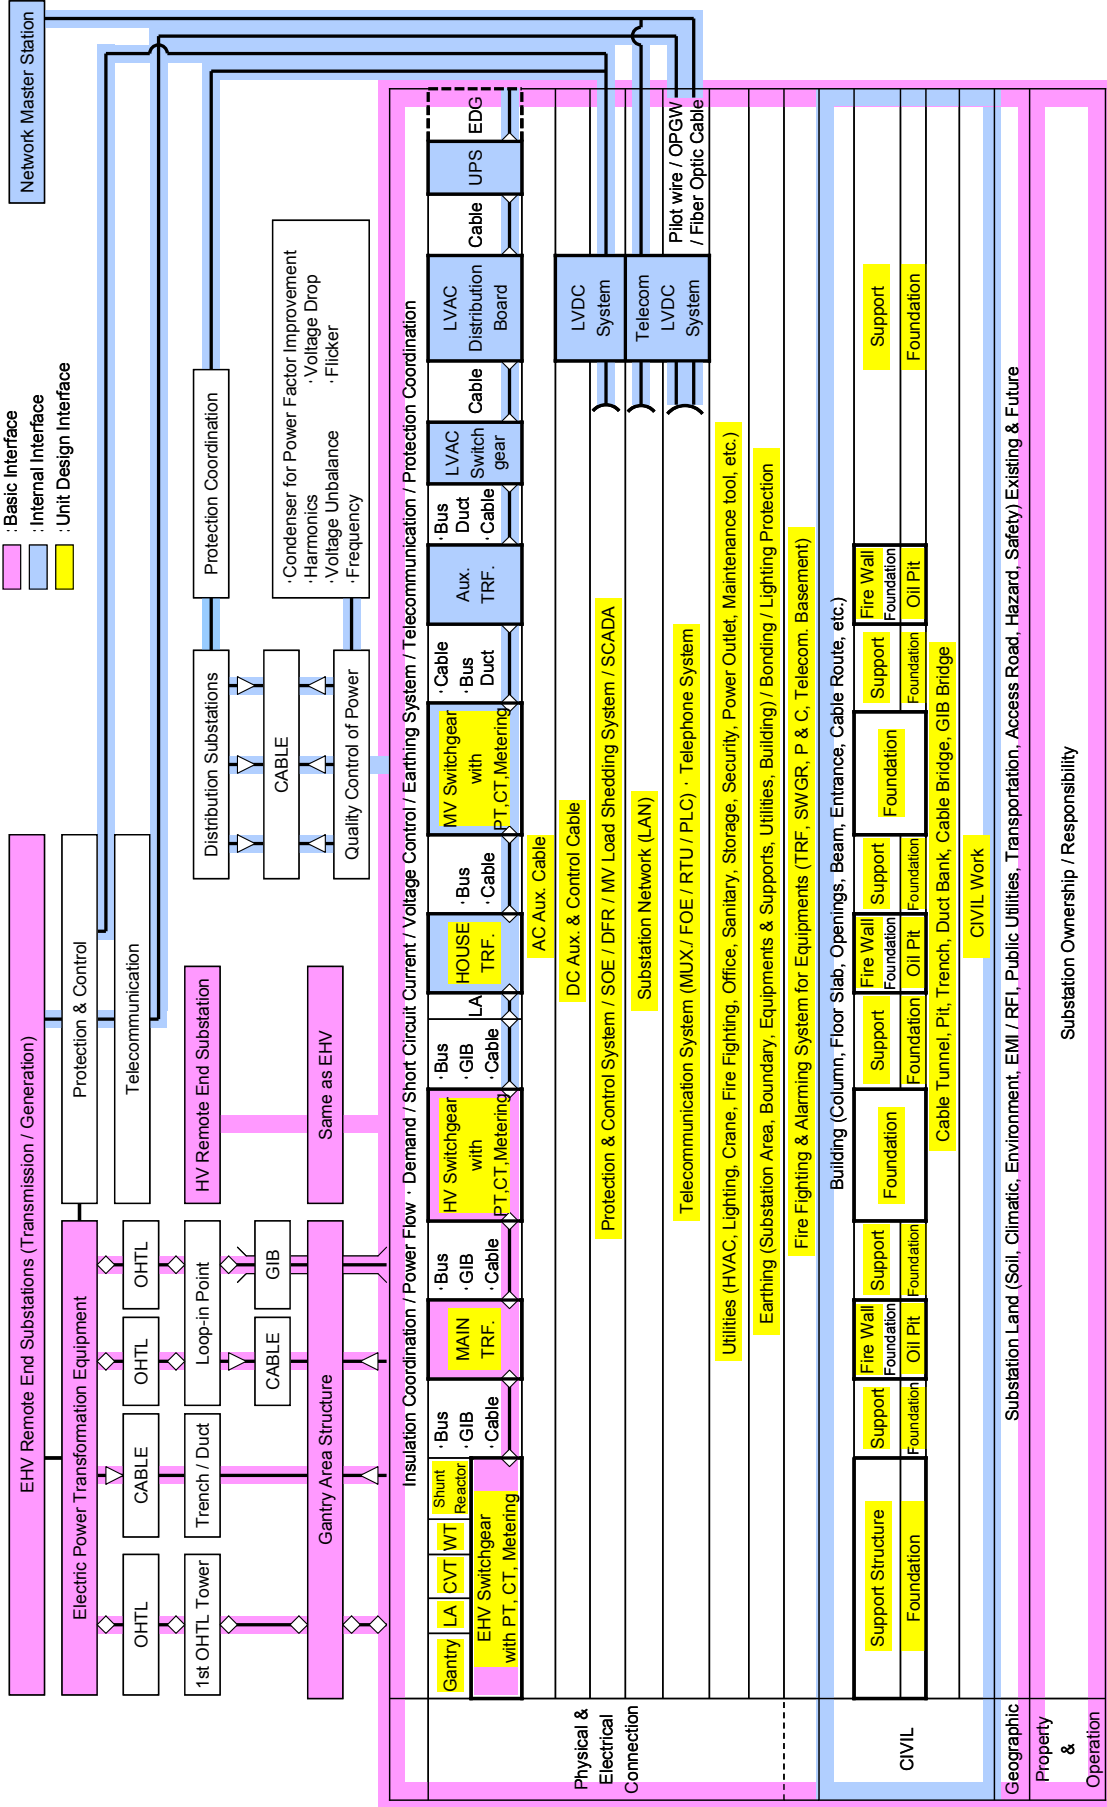 : Basic Interface
: Internal Interface
: Unit Design Interface
Network Master Station
EHV Remote End Substations (Transmission / Generation)
Electric Power Transformation Equipment
Protection & Control
Telecommunication
OHTL
CABLE
OHTL
OHTL
1st OHTL Tower
Trench / Duct
Loop-in Point
HV Remote End Substation
CABLE
GIB
Gantry Area Structure
Same as EHV
Distribution Substations
Protection Coordination
CABLE
Quality Control of Power
·Condenser for Power Factor Improvement
·Harmonics
·Voltage Drop
·Voltage Unbalance
·Flicker
·Frequency
Insulation Coordination / Power Flow · Demand / Short Circuit Current / Voltage Control / Earthing System / Telecommunication / Protection Coordination
Physical &
Electrical
Connection
Gantry
LA
CVT
WT
Shunt
Reactor
EHV Switchgear
with PT, CT, Metering
·Bus
·GIB
·Cable
MAIN
TRF.
·Bus
·GIB
·Cable
HV Switchgear
with
PT,CT,Metering
·Bus
·GIB
·Cable
LA
HOUSE
TRF.
·Bus
·Cable
MV Switchgear
with
PT,CT,Metering
·Cable
·Bus
Duct
Aux.
TRF.
·Bus
Duct
·Cable
LVAC
Switch
gear
Cable
LVAC
Distribution
Board
Cable
UPS
EDG
AC Aux. Cable
DC Aux. & Control Cable
LVDC
System
Protection & Control System / SOE / DFR / MV Load Shedding System / SCADA
Substation Network (LAN)
Telecom
LVDC
System
Pilot wire / OPGW
/ Fiber Optic Cable
Telecommunication System (MUX./ FOE / RTU / PLC) · Telephone System
Utilities (HVAC, Lighting, Crane, Fire Fighting, Office, Sanitary, Storage, Security, Power Outlet, Maintenance tool, etc.)
Earthing (Substation Area, Boundary, Equipments & Supports, Utilities, Building) / Bonding / Lighting Protection
Fire Fighting & Alarming System for Equipments (TRF, SWGR, P & C, Telecom. Basement)
CIVIL
Building (Column, Floor Slab, Openings, Beam, Entrance, Cable Route, etc.)
Support Structure
Foundation
Support
Foundation
Fire Wall
Foundation
Oil Pit
Support
Foundation
Foundation
Support
Foundation
Fire Wall
Foundation
Oil Pit
Support
Foundation
Foundation
Support
Foundation
Fire Wall
Foundation
Oil Pit
Support
Foundation
Cable Tunnel, Pit, Trench, Duct Bank, Cable Bridge, GIB Bridge
CIVIL Work
Geographic
Substation Land (Soil, Climatic, Environment, EMI / RFI, Public Utilities, Transportation, Access Road, Hazard, Safety) Existing & Future
Property
&
Operation
Substation Ownership / Responsibility